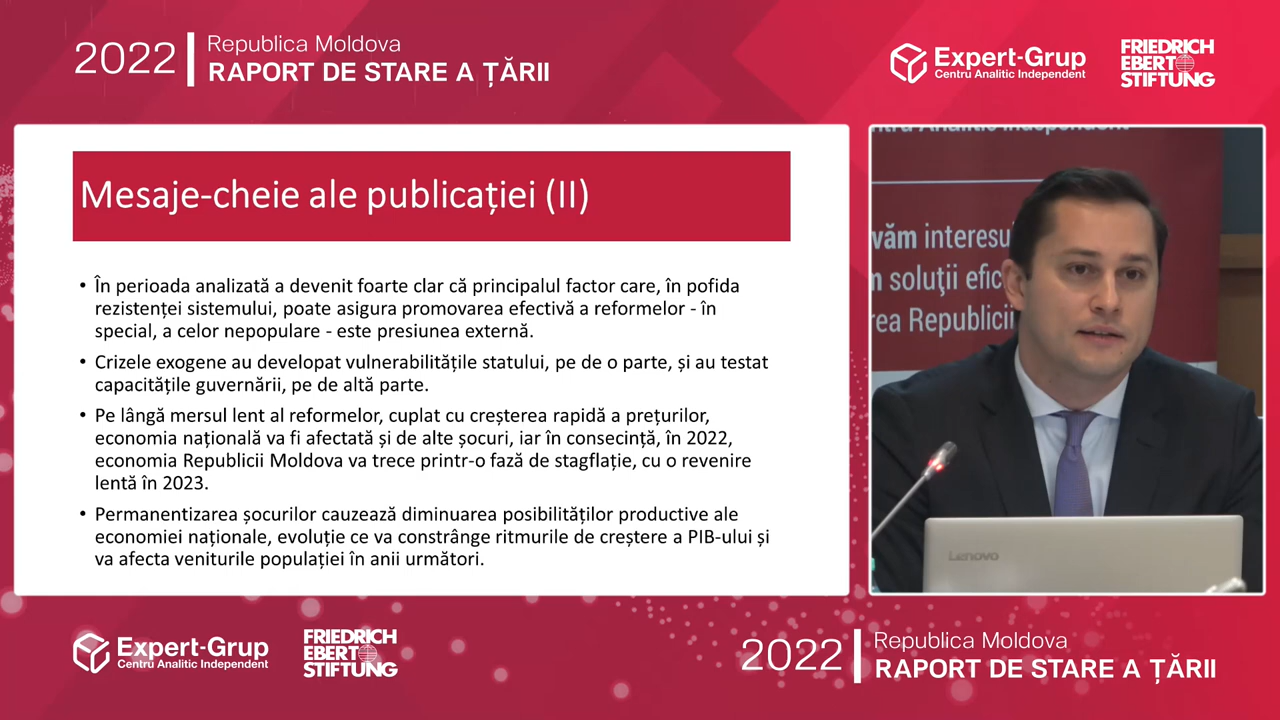 2022
Republica Moldova
RAPORT DE STARE A ȚĂRII
Expert-Grup
Centru Analitic Independent
FRIEDRICH
EBERT
STIFTUNG
Mesaje-cheie ale publicației (II)
• În perioada analizată a devenit foarte clar că principalul factor care, în pofida
rezistenței sistemului, poate asigura promovarea efectivă a reformelor - în
special, a celor nepopulare - este presiunea externă.
• Crizele exogene au developat vulnerabilitățile statului, pe de o parte, și au testat
capacitățile guvernării, pe de altă parte.
• Pe lângă mersul lent al reformelor, cuplat cu creșterea rapidă a prețurilor,
economia națională va fi afectată și de alte șocuri, iar în consecință, în 2022,
economia Republicii Moldova va trece printr-o fază de stagflație, cu o revenire
lentă în 2023.
• Permanentizarea șocurilor cauzează diminuarea posibilităților productive ale
economiei naționale, evoluție ce va constrânge ritmurile de creștere a PIB-ului și
va afecta veniturile populației în anii următori.
Analitic Independent
văm interesu
soluţii efic
rea Republicii
Lenovo
Expert-Grup
Centru Analitic Independent
FRIEDRICH
EBERT
STIFTUNG
2022
Republica Moldova
RAPORT DE STARE A ȚĂRII